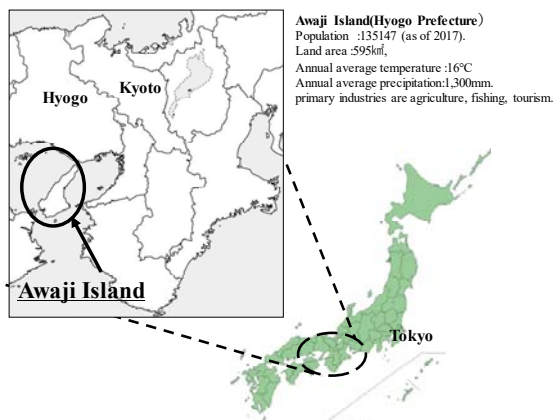 Awaji Island(Hyogo Prefecture)
Population :135147 (as of 2017).
Land area :595k㎡,
Annual average temperature :16°C
Annual average precipitation:1,300mm.
primary industries are agriculture, fishing, tourism.
Hyogo
Kyoto
Awaji Island
Tokyo